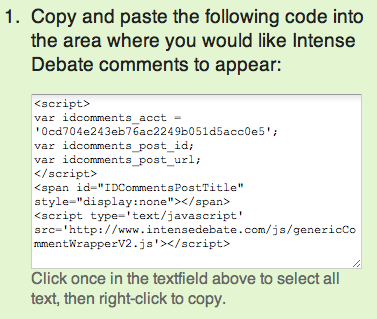 1. Copy and paste the following code into
the area where you would like Intense
Debate comments to appear:
<script>
var idcomments_acct =
'0cd704e243eb76ac2249b051d5acc0e5';
var idcomments_post_id;
var idcomments_post_url;
</script>
<span id="IDCommentsPostTitle"
style="display:none"></span>
<script type='text/javascript'
src='http://www.intensedebate.com/js/genericCo
mmentWrapperV2.js'></script>
Click once in the textfield above to select all
text, then right-click to copy.